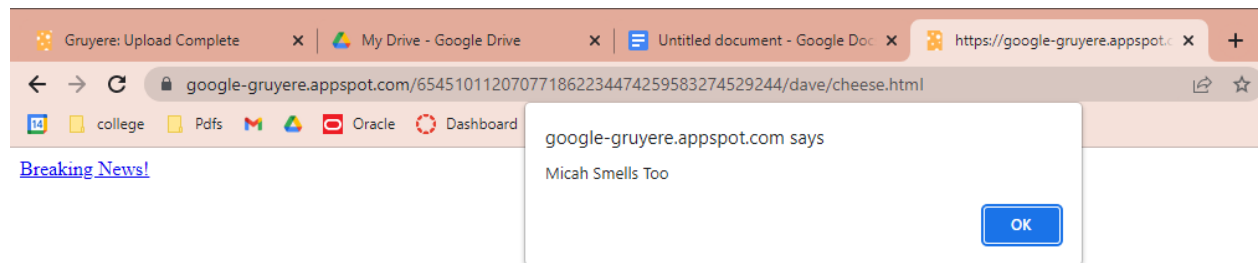 Gruyere: Upload Complete
My Drive - Google Drive
Untitled document - Google Doc
https://google-gruyere.appspot.c
google-gruyere.appspot.com/654510112070771862234474259583274529244/dave/cheese.html
14
college
Pdfs
Oracle
Dashboard
google-gruyere.appspot.com says
Micah Smells Too
OK
Breaking News!